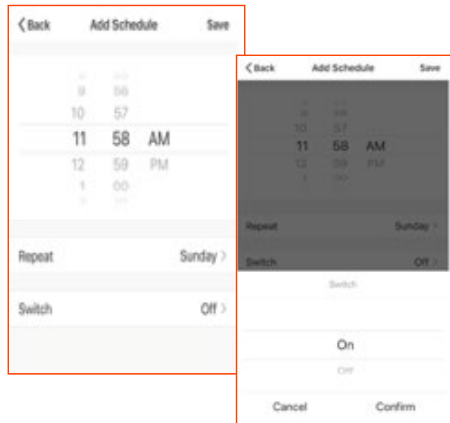 < Back Add Schedule Save
9 56
10 57
11 58 AM
12 59 PM
1 00
Repeat Sunday >
Switch Off >
< Back Add Schedule Save
10 57
11 58 AM
12 59 PM
1 00
Repeat Sunday >
Switch Off >
Switch
On
Off
Cancel Confirm